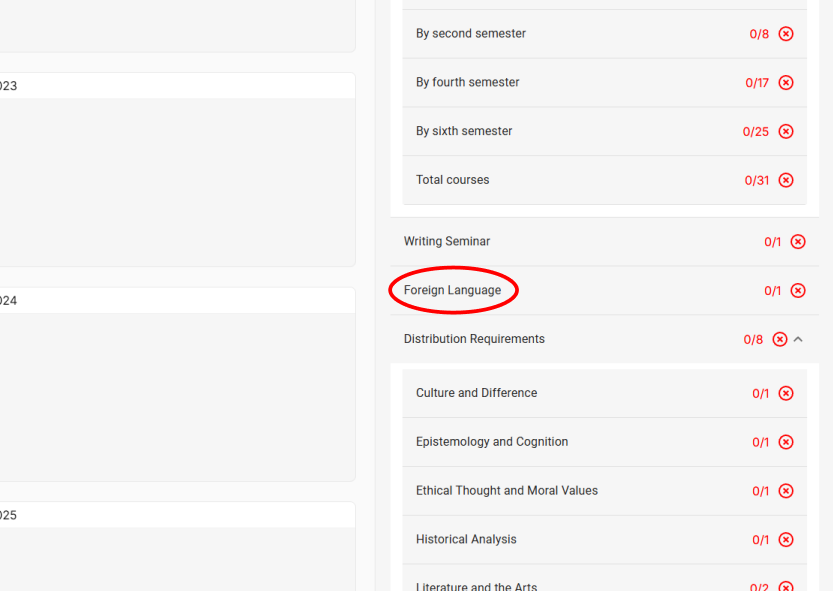 023
024
025
By second semester 0/8
By fourth semester 0/17
By sixth semester 0/25
Total courses 0/31
Writing Seminar 0/1
Foreign Language 0/1
Distribution Requirements 0/8
Culture and Difference 0/1
Epistemology and Cognition 0/1
Ethical Thought and Moral Values 0/1
Historical Analysis 0/1
Literature and the Arts 0/2